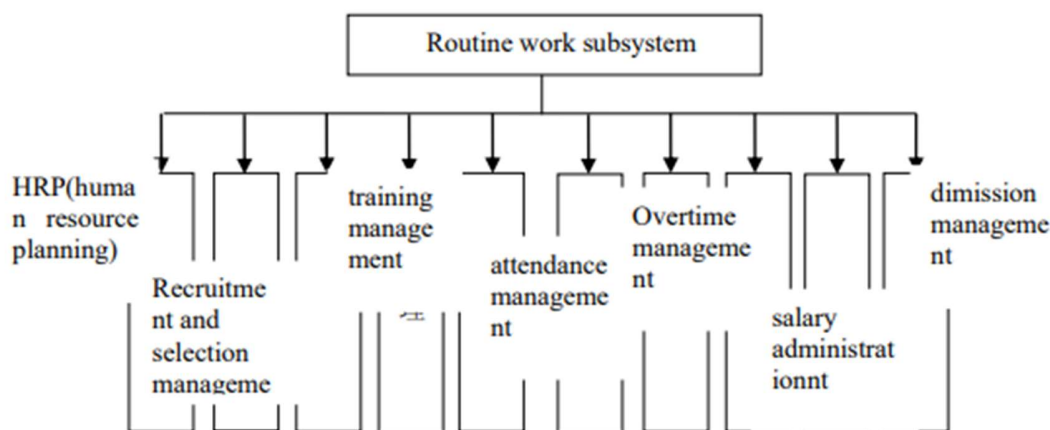 Routine work subsystem
HRP(huma
n resource
planning)
Recruitme
nt and
selection
manageme
training
manage
ment
理
attendance
manageme
nt
Overtime
manageme
nt
salary
administrat
ionnt
dimission
manageme
nt